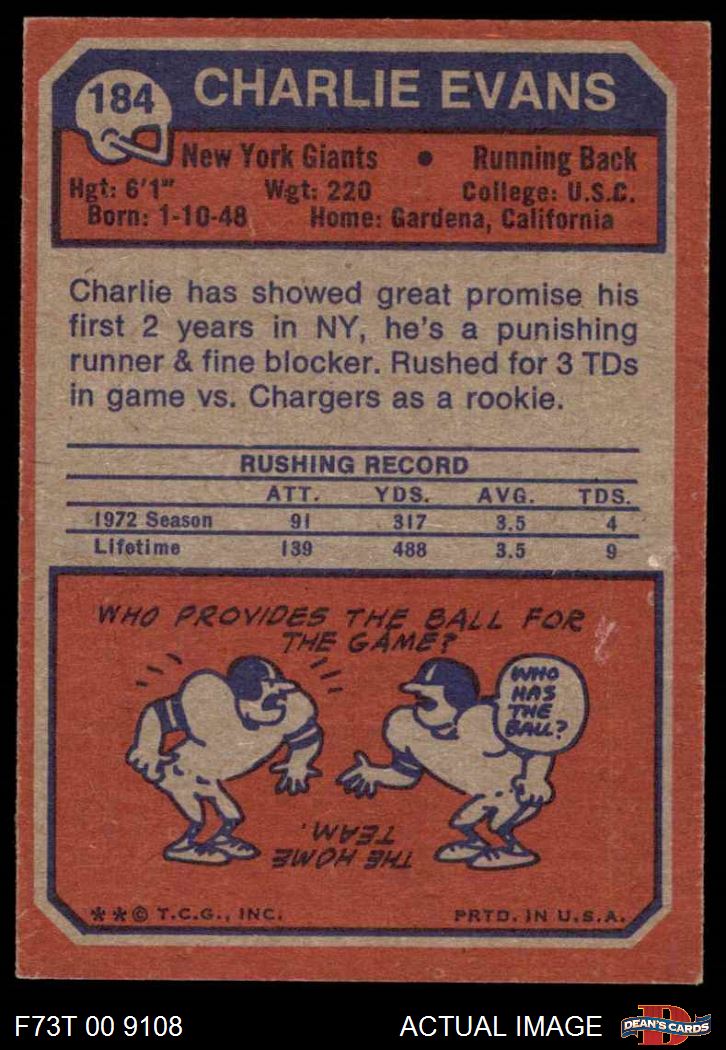 184
CHARLIE EVANS
New York Giants • Running Back
Hgt: 6'1" Wgt: 220 College: U.S.C.
Born: 1-10-48 Home: Gardena, California
Charlie has showed great promise his
first 2 years in NY, he's a punishing
runner & fine blocker. Rushed for 3 TDs
in game vs. Chargers as a rookie.
RUSHING RECORD
ATT. YDS. AVG. TDS.
1972 Season 91 317 3.5 4
Lifetime 139 488 3.5 9
WHO PROVIDES THE BALL FOR
THE GAME?
WHO
HAS
THE
BALL?
THE HOME
TEAM.
**© T.C.G., INC. PRTD. IN U.S.A.
F73T 00 9108 ACTUAL IMAGE
D
DEAN'S CARDS